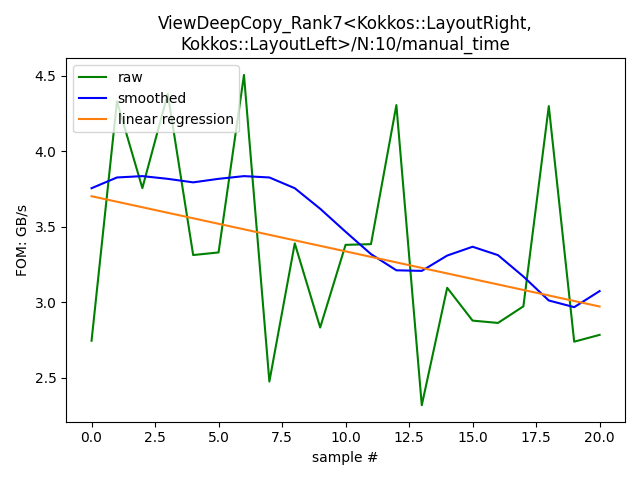 ViewDeepCopy_Rank7<Kokkos::LayoutRight,
Kokkos::LayoutLeft>/N:10/manual_time
raw
smoothed
linear regression
FOM: GB/s
4.5
4.0
3.5
3.0
2.5
0.0 2.5 5.0 7.5 10.0 12.5 15.0 17.5 20.0
sample #